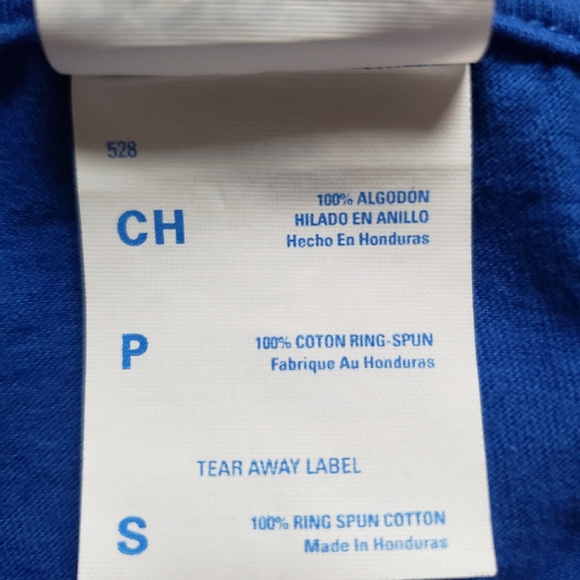 528
CH
100% ALGODÓN
HILADO EN ANILLO
Hecho En Honduras
P
100% COTON RING-SPUN
Fabrique Au Honduras
TEAR AWAY LABEL
S
100% RING SPUN COTTON
Made In Honduras